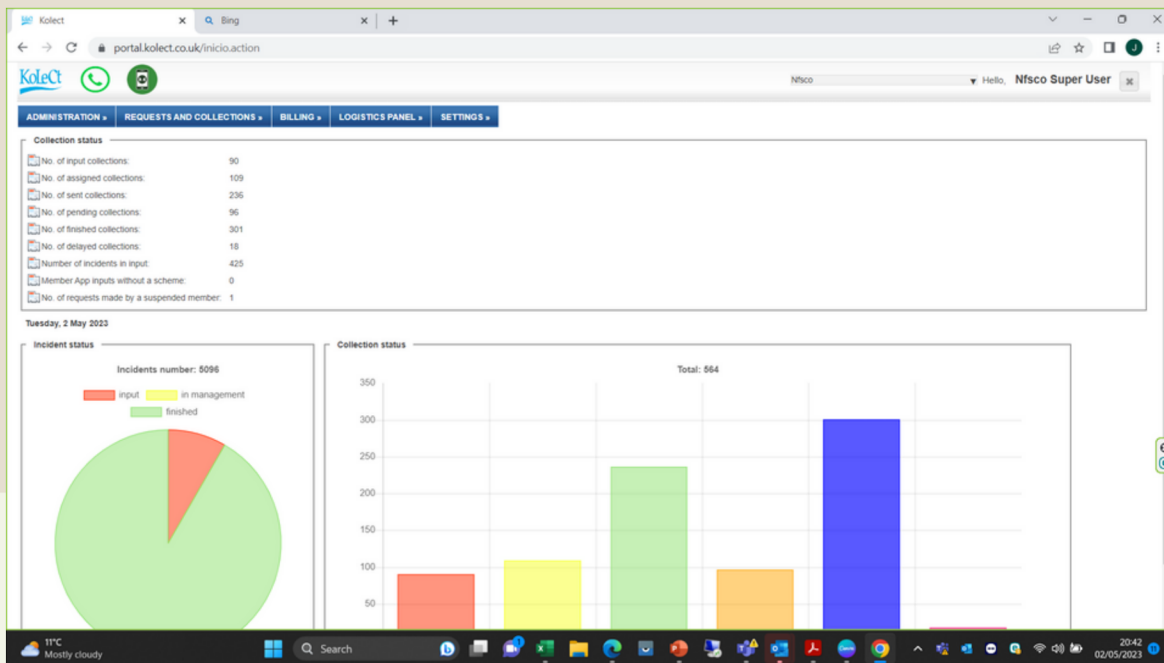 Kolect
Bing
portal.kolect.co.uk/inicio.action
J
KoleCt
Nfsco
Hello, Nfsco Super User
ADMINISTRATION » REQUESTS AND COLLECTIONS » BILLING » LOGISTICS PANEL » SETTINGS »
Collection status
No. of input collections: 90
No. of assigned collections: 109
No. of sent collections: 236
No. of pending collections: 96
No. of finished collections: 301
No. of delayed collections: 18
Number of incidents in input: 425
Member App inputs without a scheme: 0
No. of requests made by a suspended member: 1
Tuesday, 2 May 2023
Incident status
Incidents number: 5096
input in management
finished
Collection status
Total: 564
350
300
250
200
150
100
50
11°C
Mostly cloudy
Search
20:42
02/05/2023